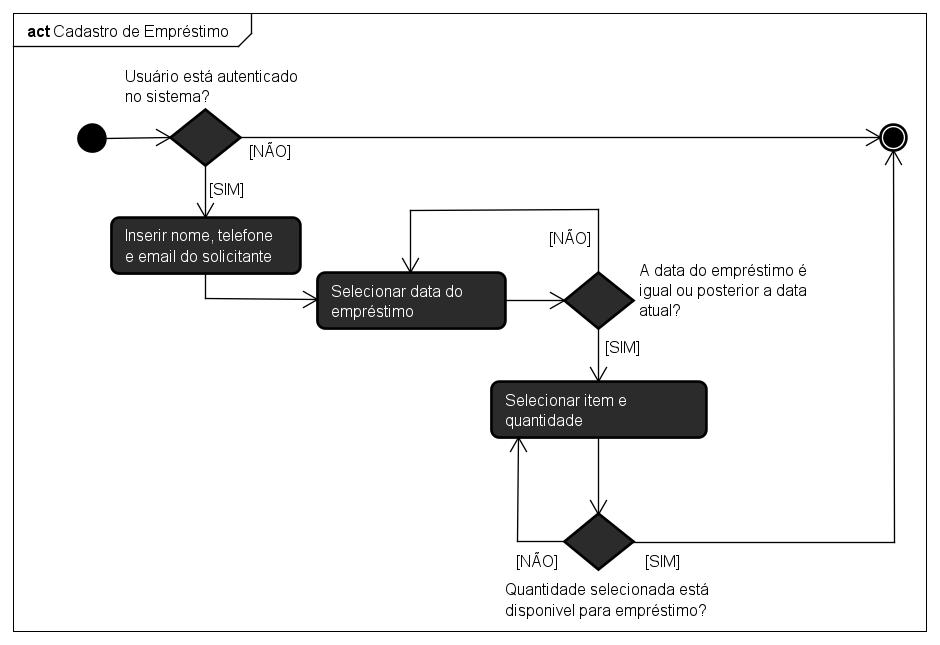 act Cadastro de Empréstimo
Usuário está autenticado
no sistema?
[NÃO]
[SIM]
Inserir nome, telefone
e email do solicitante
[NÃO]
Selecionar data do
empréstimo
A data do empréstimo é
igual ou posterior a data
atual?
[SIM]
Selecionar item e
quantidade
[NÃO]
[SIM]
Quantidade selecionada está
disponivel para empréstimo?